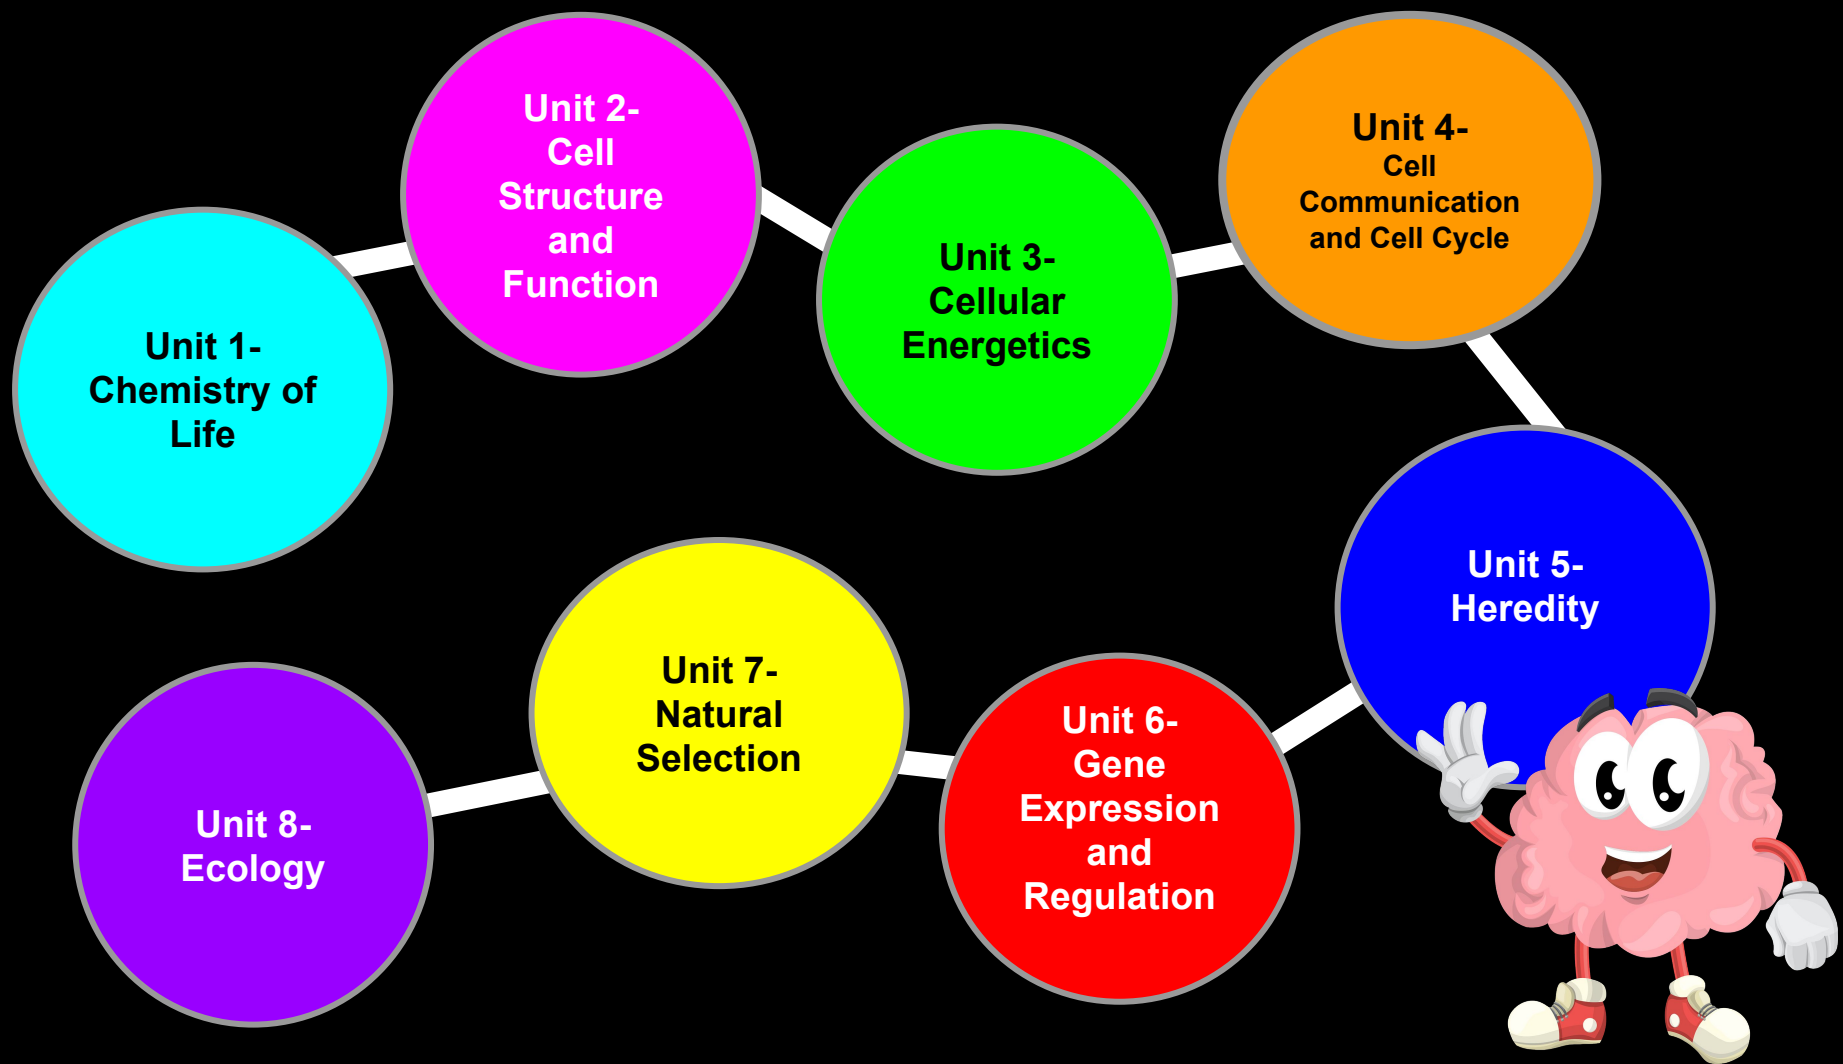 Unit 1-
Chemistry of
Life
Unit 2-
Cell
Structure
and
Function
Unit 3-
Cellular
Energetics
Unit 4-
Cell
Communication
and Cell Cycle
Unit 5-
Heredity
Unit 6-
Gene
Expression
and
Regulation
Unit 7-
Natural
Selection
Unit 8-
Ecology